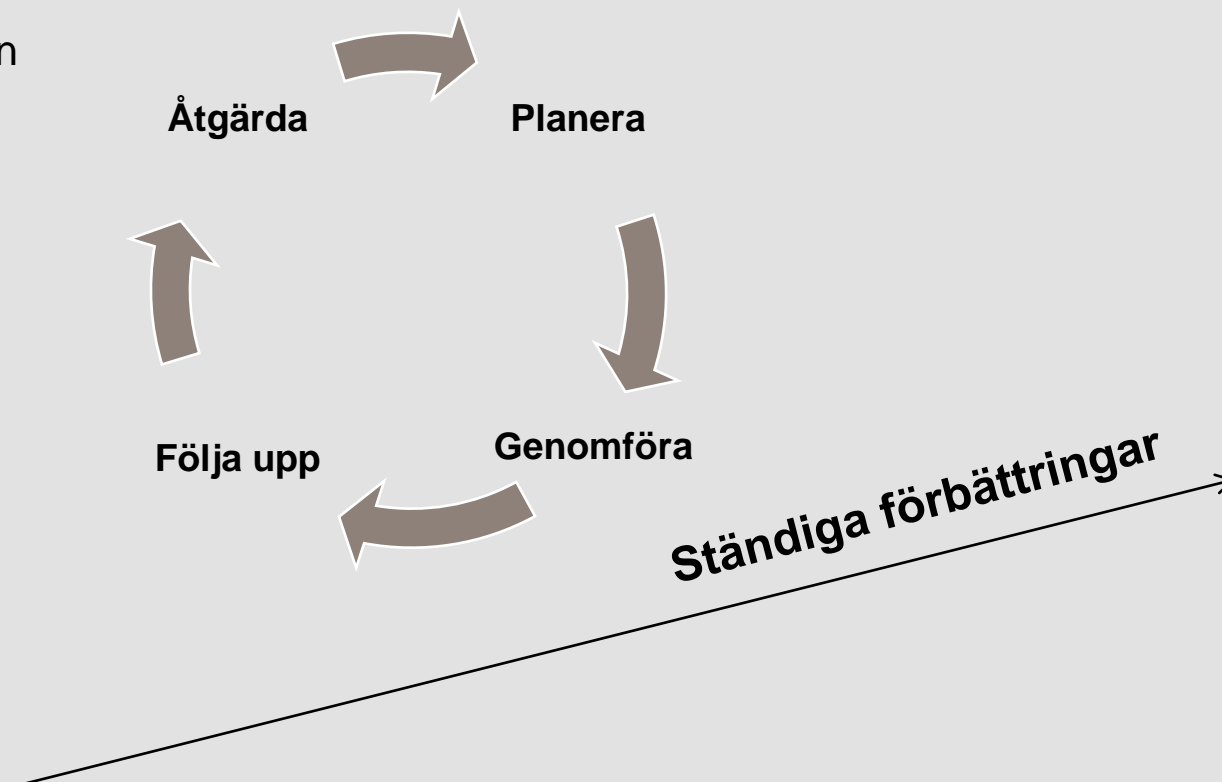 n
Åtgärda
Planera
Följa upp
Genomföra
Ständiga förbättringar